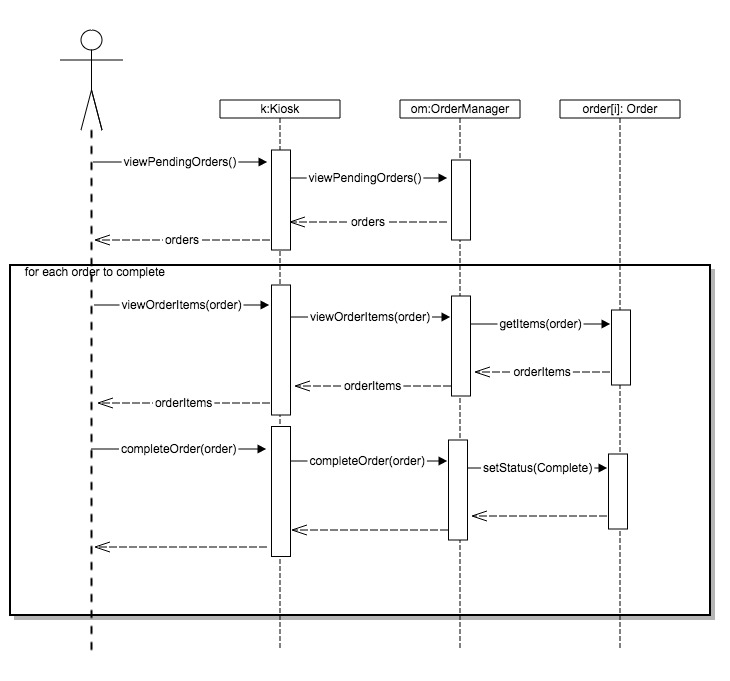 k:Kiosk
om:OrderManager
order[i]: Order
viewPendingOrders()
viewPendingOrders()
orders
orders
for each order to complete
viewOrderItems(order)
viewOrderItems(order)
getItems(order)
orderItems
orderItems
orderItems
completeOrder(order)
completeOrder(order)
setStatus(Complete)